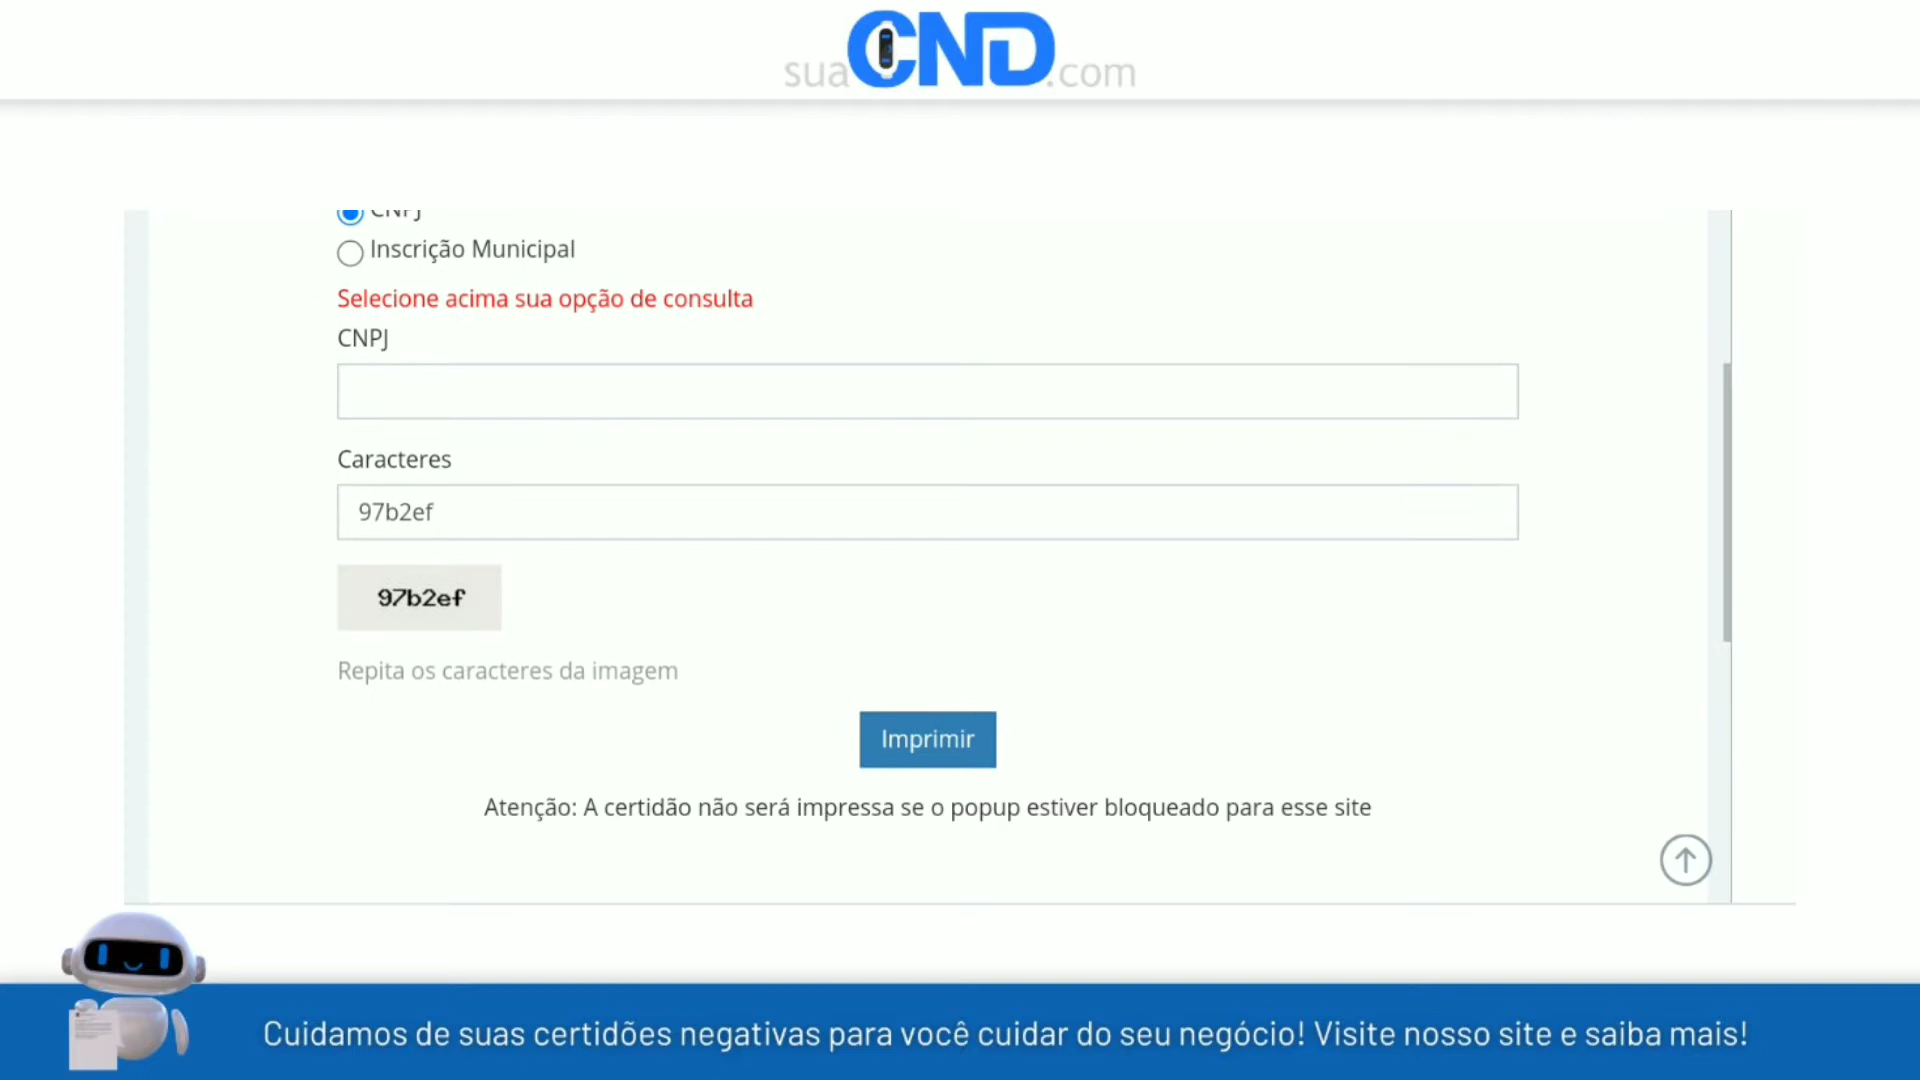 suaCND.com
CNPJ
Inscrição Municipal
Selecione acima sua opção de consulta
CNPJ
Caracteres
97b2ef
97b2ef
Repita os caracteres da imagem
Imprimir
Atenção: A certidão não será impressa se o popup estiver bloqueado para esse site
Cuidamos de suas certidões negativas para você cuidar do seu negócio! Visite nosso site e saiba mais!